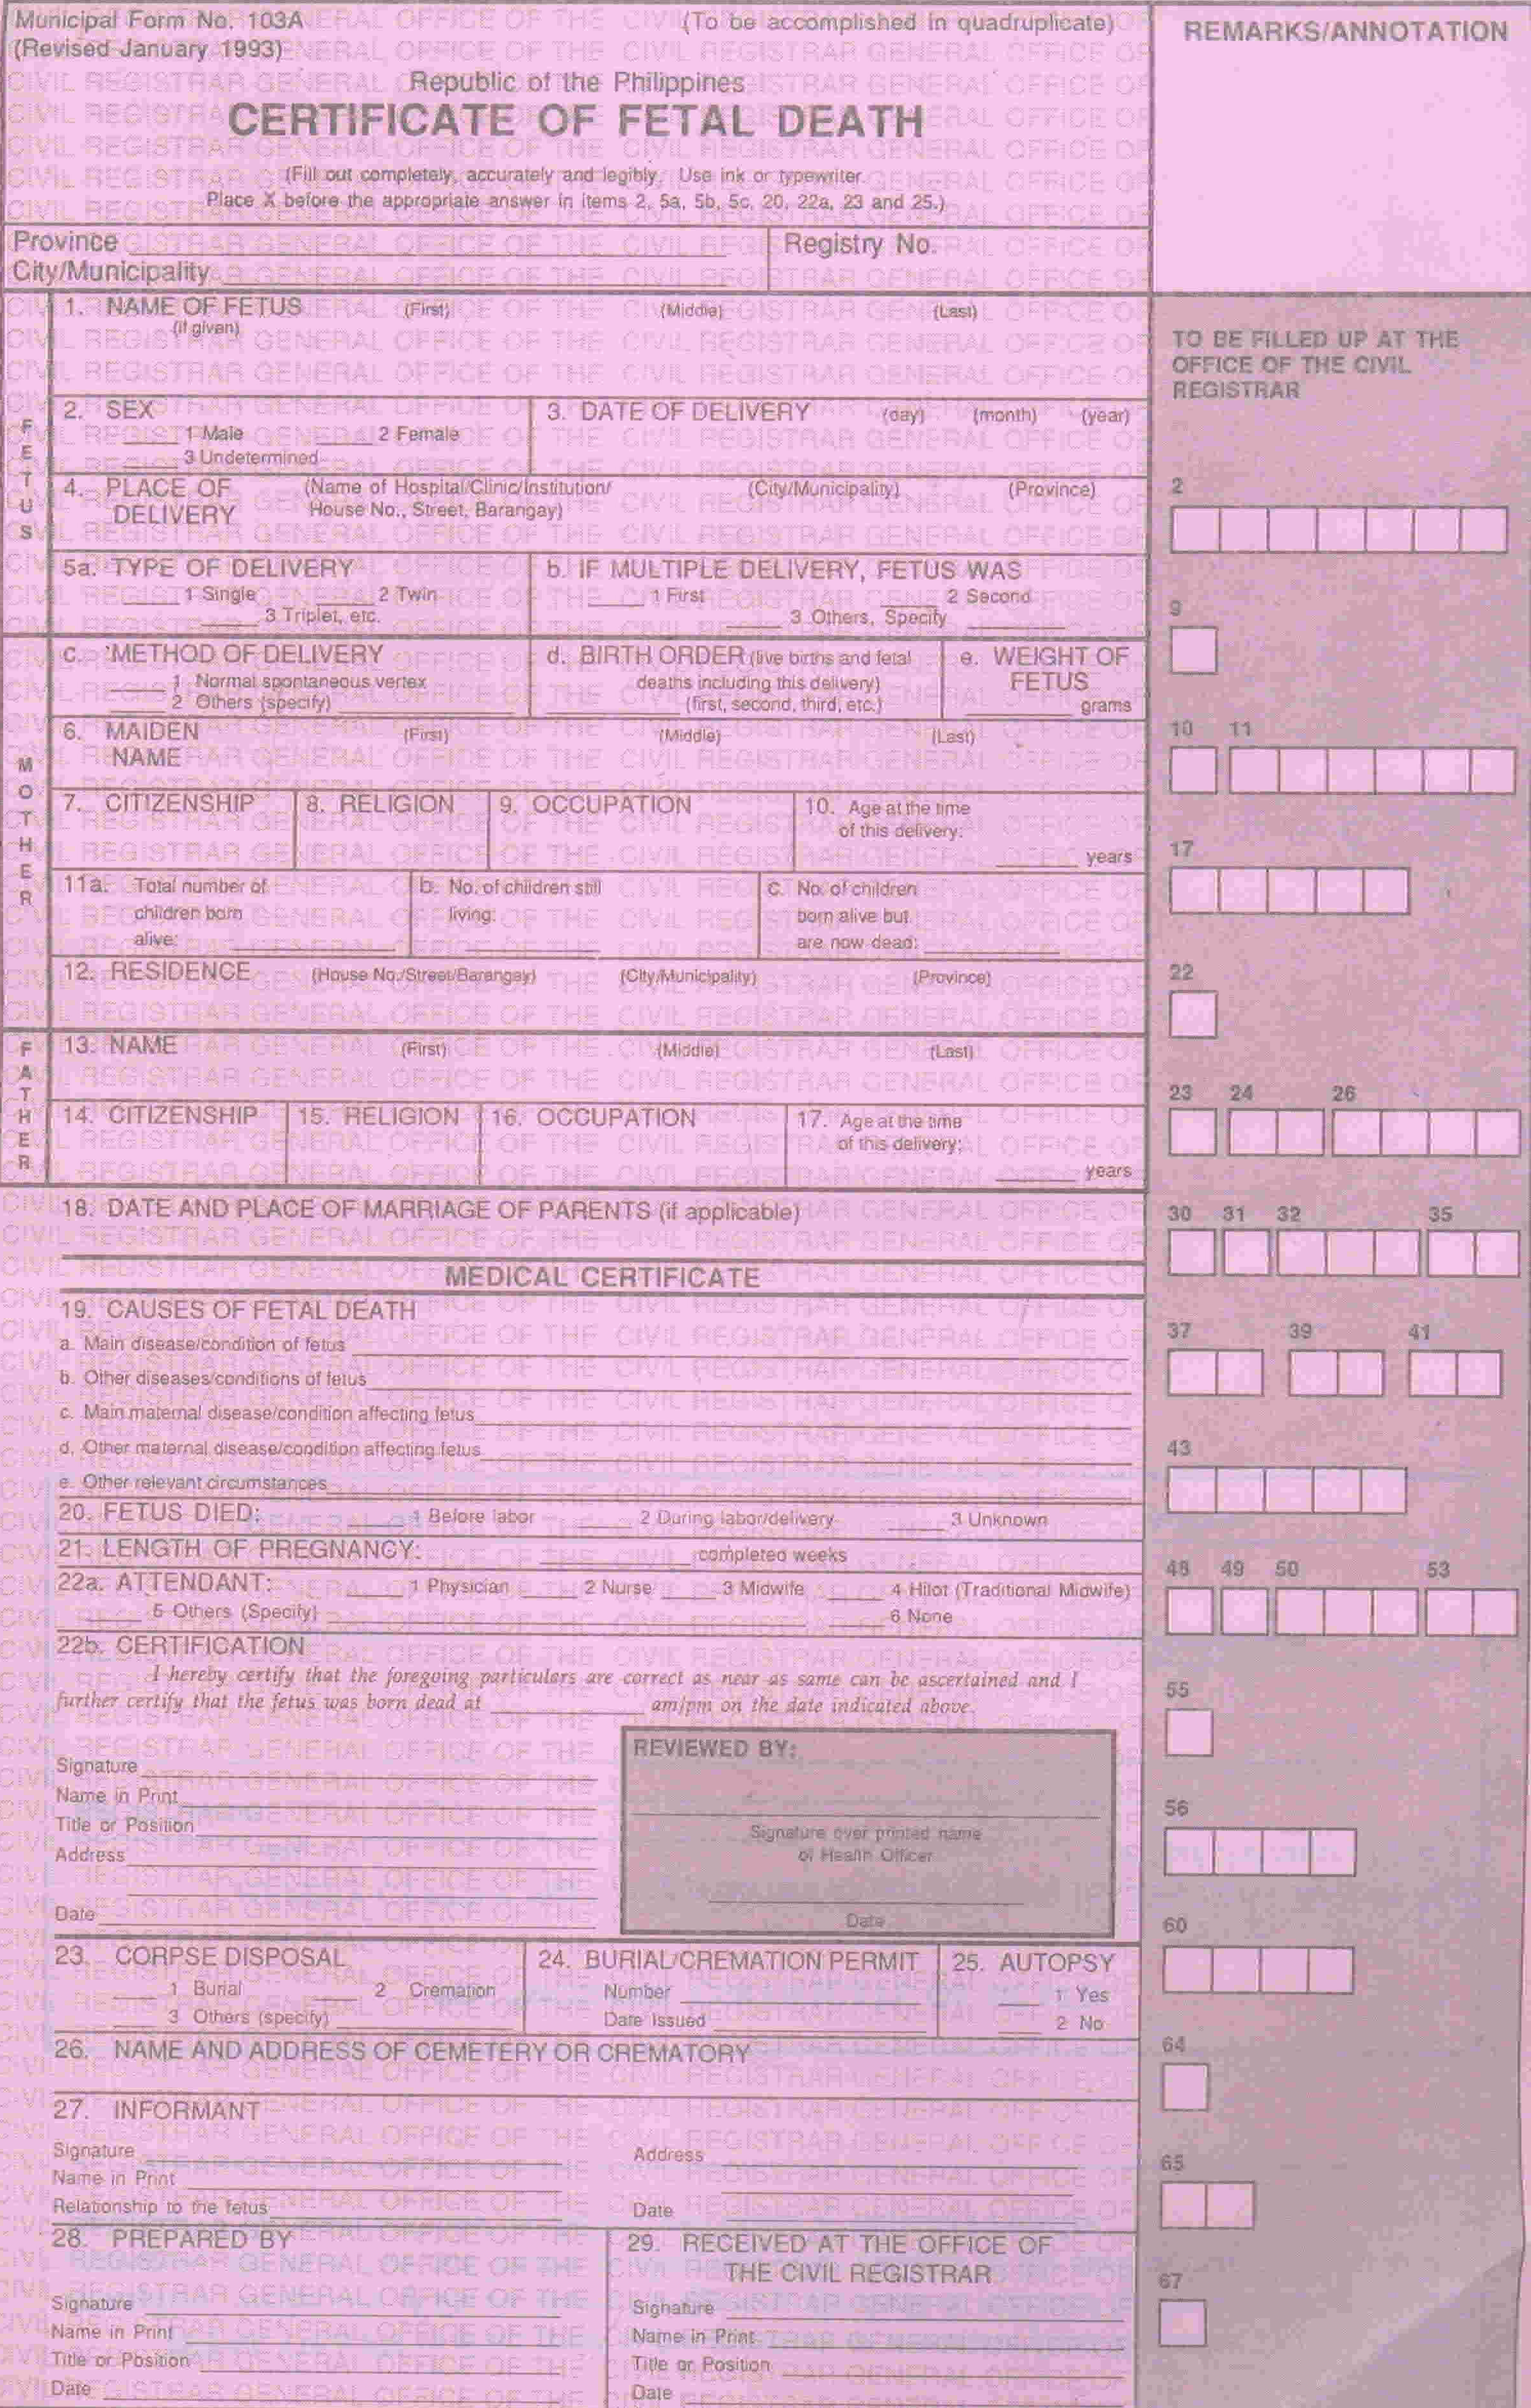 Municipal Form No. 103A (To be accomplished in quadruplicate)
(Revised January 1993)
Republic of the Philippines
CERTIFICATE OF FETAL DEATH
(Fill out completely, accurately and legibly. Use ink or typewriter.
Place X before the appropriate answer in items 2, 5a, 5b, 5c, 20, 22a, 23 and 25.)
Province Registry No.
City/Municipality
REMARKS/ANNOTATION
FETUS
1. NAME OF FETUS (First) (Middle) (Last)
(if given)
2. SEX 3. DATE OF DELIVERY (day) (month) (year)
1 Male 2 Female
3 Undetermined
4. PLACE OF (Name of Hospital/Clinic/Institution/ (City/Municipality) (Province)
DELIVERY House No., Street, Barangay)
5a. TYPE OF DELIVERY b. IF MULTIPLE DELIVERY, FETUS WAS
1 Single 2 Twin 1 First 2 Second
3 Triplet, etc. 3 Others, Specify
c. METHOD OF DELIVERY d. BIRTH ORDER (live births and fetal e. WEIGHT OF
1 Normal spontaneous vertex deaths including this delivery) FETUS
2 Others (specify) (first, second, third, etc.) grams
MOTHER
6. MAIDEN (First) (Middle) (Last)
NAME
7. CITIZENSHIP 8. RELIGION 9. OCCUPATION 10. Age at the time
of this delivery:
years
11a. Total number of b. No. of children still c. No. of children
children born living: born alive but
alive: are now dead:
12. RESIDENCE (House No./Street/Barangay) (City/Municipality) (Province)
FATHER
13. NAME (First) (Middle) (Last)
14. CITIZENSHIP 15. RELIGION 16. OCCUPATION 17. Age at the time
of this delivery:
years
18. DATE AND PLACE OF MARRIAGE OF PARENTS (if applicable)
MEDICAL CERTIFICATE
19. CAUSES OF FETAL DEATH
a. Main disease/condition of fetus
b. Other diseases/conditions of fetus
c. Main maternal disease/condition affecting fetus
d. Other maternal disease/condition affecting fetus
e. Other relevant circumstances
20. FETUS DIED: 1 Before labor 2 During labor/delivery 3 Unknown
21. LENGTH OF PREGNANCY: completed weeks
22a. ATTENDANT: 1 Physician 2 Nurse 3 Midwife 4 Hilot (Traditional Midwife)
5 Others (Specify) 6 None
22b. CERTIFICATION
I hereby certify that the foregoing particulars are correct as near as same can be ascertained and I
further certify that the fetus was born dead at am/pm on the date indicated above.
Signature
Name in Print
Title or Position
Address
Date
REVIEWED BY:
Signature over printed name
of Health Officer
Date
23. CORPSE DISPOSAL 24. BURIAL/CREMATION PERMIT 25. AUTOPSY
1 Burial 2 Cremation Number 1 Yes
3 Others (specify) Date Issued 2 No
26. NAME AND ADDRESS OF CEMETERY OR CREMATORY
27. INFORMANT
Signature Address
Name in Print
Relationship to the fetus Date
28. PREPARED BY
Signature
Name in Print
Title or Position
Date
29. RECEIVED AT THE OFFICE OF
THE CIVIL REGISTRAR
Signature
Name in Print
Title or Position
Date
TO BE FILLED UP AT THE
OFFICE OF THE CIVIL
REGISTRAR
2
9
10 11
17
22
23 24 26
30 31 32 35
37 39 41
43
48 49 50 53
55
56
60
64
65
67